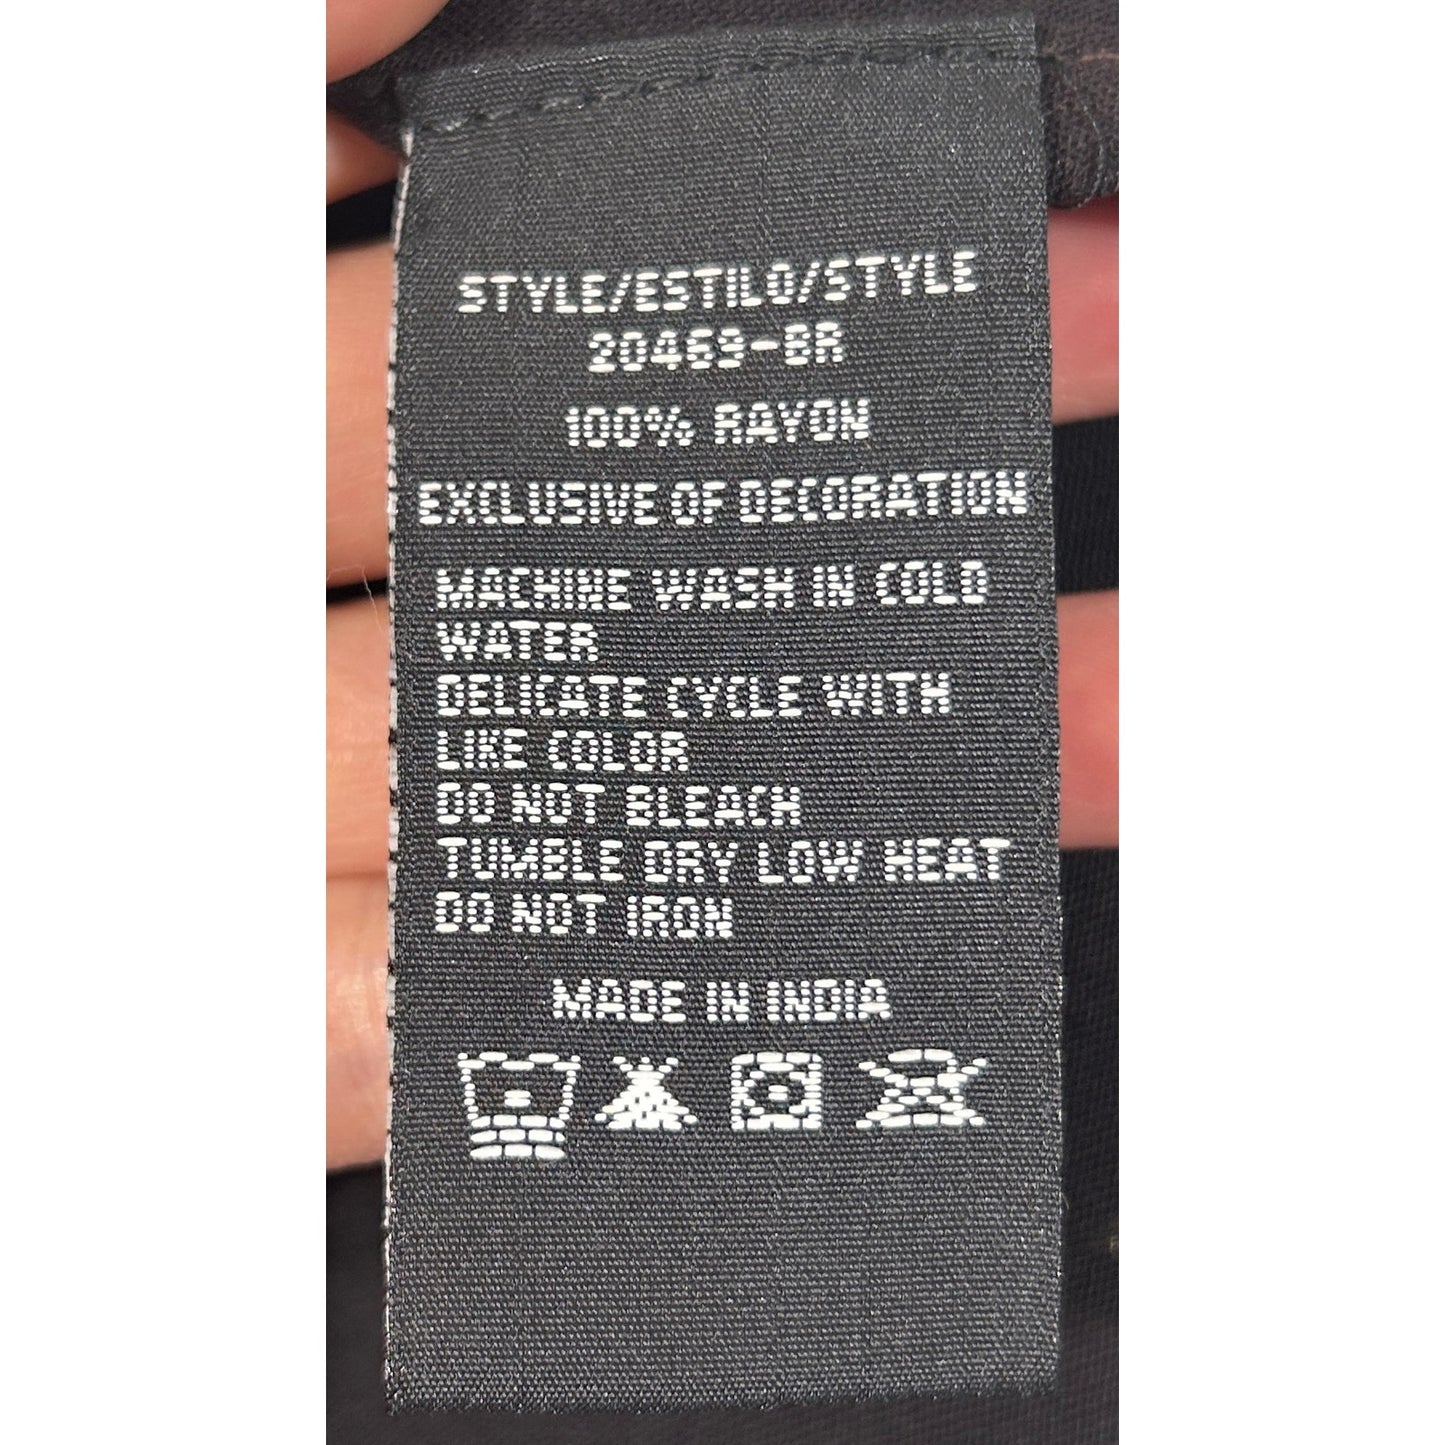 STYLE/ESTILO/STYLE
20469-BR
100% RAYON
EXCLUSIVE OF DECORATION
MACHINE WASH IN COLD
WATER
DELICATE CYCLE WITH
LIKE COLOR
DO NOT BLEACH
TUMBLE DRY LOW HEAT
DO NOT IRON
MADE IN INDIA